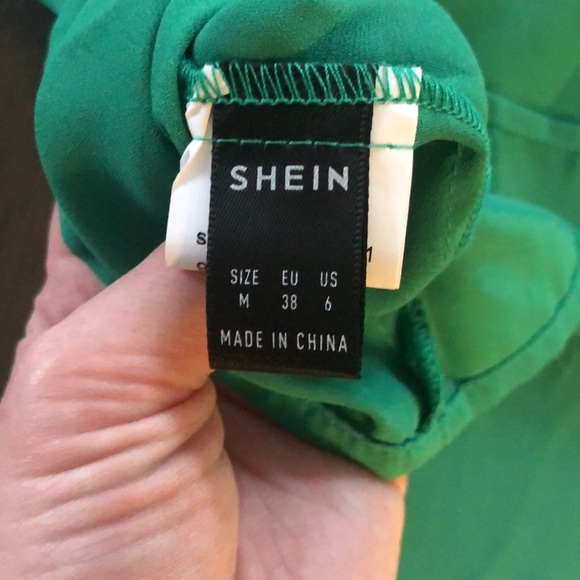 SHEIN
SIZE EU US
M 38 6
MADE IN CHINA